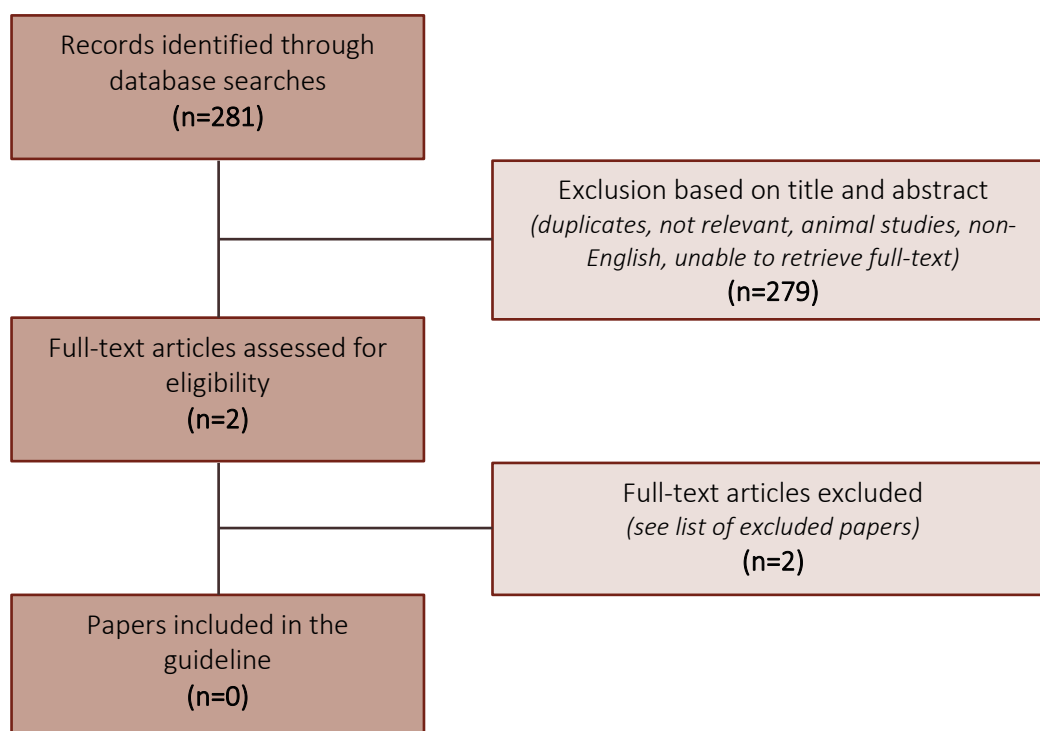 Records identified through
database searches
(n=281)
Exclusion based on title and abstract
(duplicates, not relevant, animal studies, non-
English, unable to retrieve full-text)
(n=279)
Full-text articles assessed for
eligibility
(n=2)
Full-text articles excluded
(see list of excluded papers)
(n=2)
Papers included in the
guideline
(n=0)